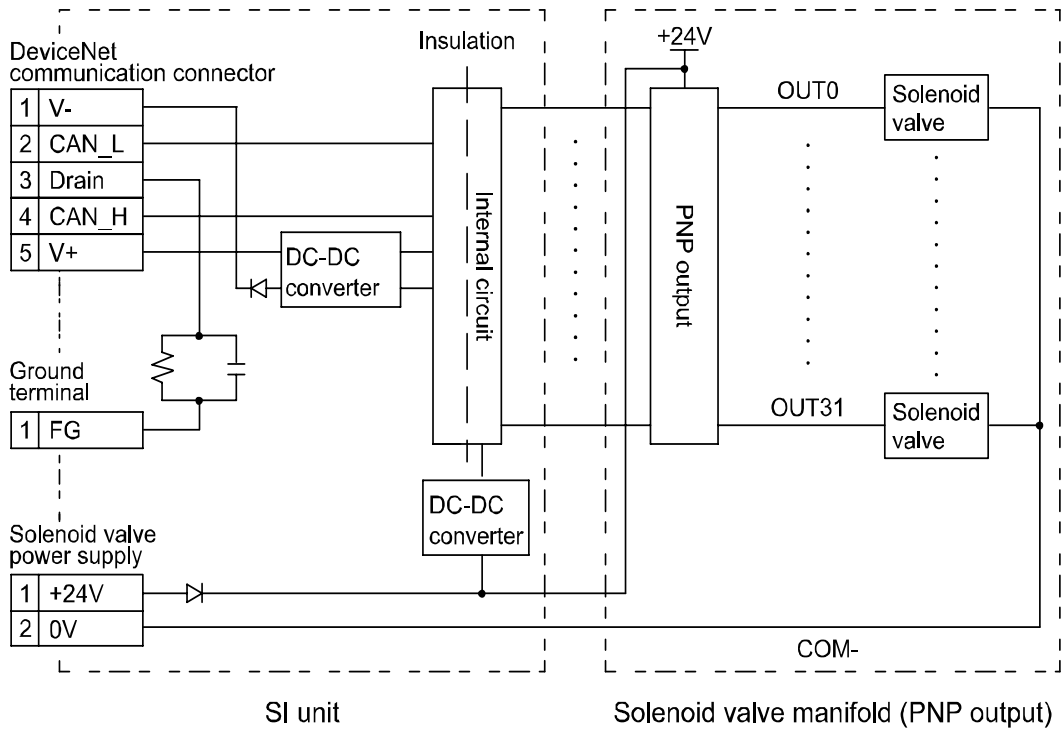 DeviceNet
communication connector
1 V-
2 CAN_L
3 Drain
4 CAN_H
5 V+
DC-DC
converter
Ground
terminal
1 FG
Solenoid valve
power supply
1 +24V
2 0V
Insulation
Internal circuit
DC-DC
converter
SI unit
+24V
PNP output
OUT0
Solenoid
valve
OUT31
Solenoid
valve
COM-
Solenoid valve manifold (PNP output)